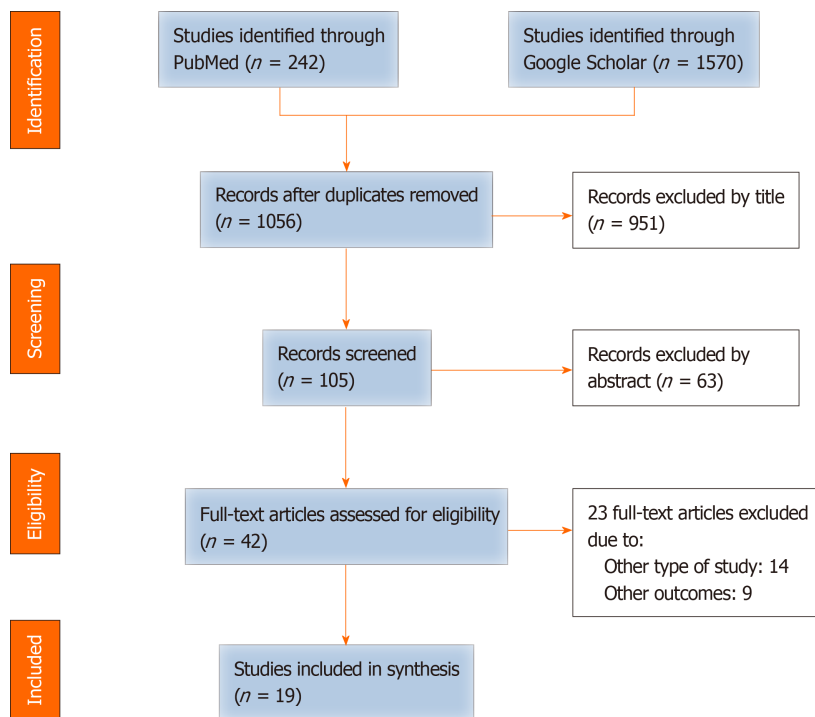 Identification
Studies identified through
PubMed (n = 242)
Studies identified through
Google Scholar (n = 1570)
Records after duplicates removed
(n = 1056)
Records excluded by title
(n = 951)
Screening
Records screened
(n = 105)
Records excluded by
abstract (n = 63)
Eligibility
Full-text articles assessed for eligibility
(n = 42)
23 full-text articles excluded
due to:
Other type of study: 14
Other outcomes: 9
Included
Studies included in synthesis
(n = 19)